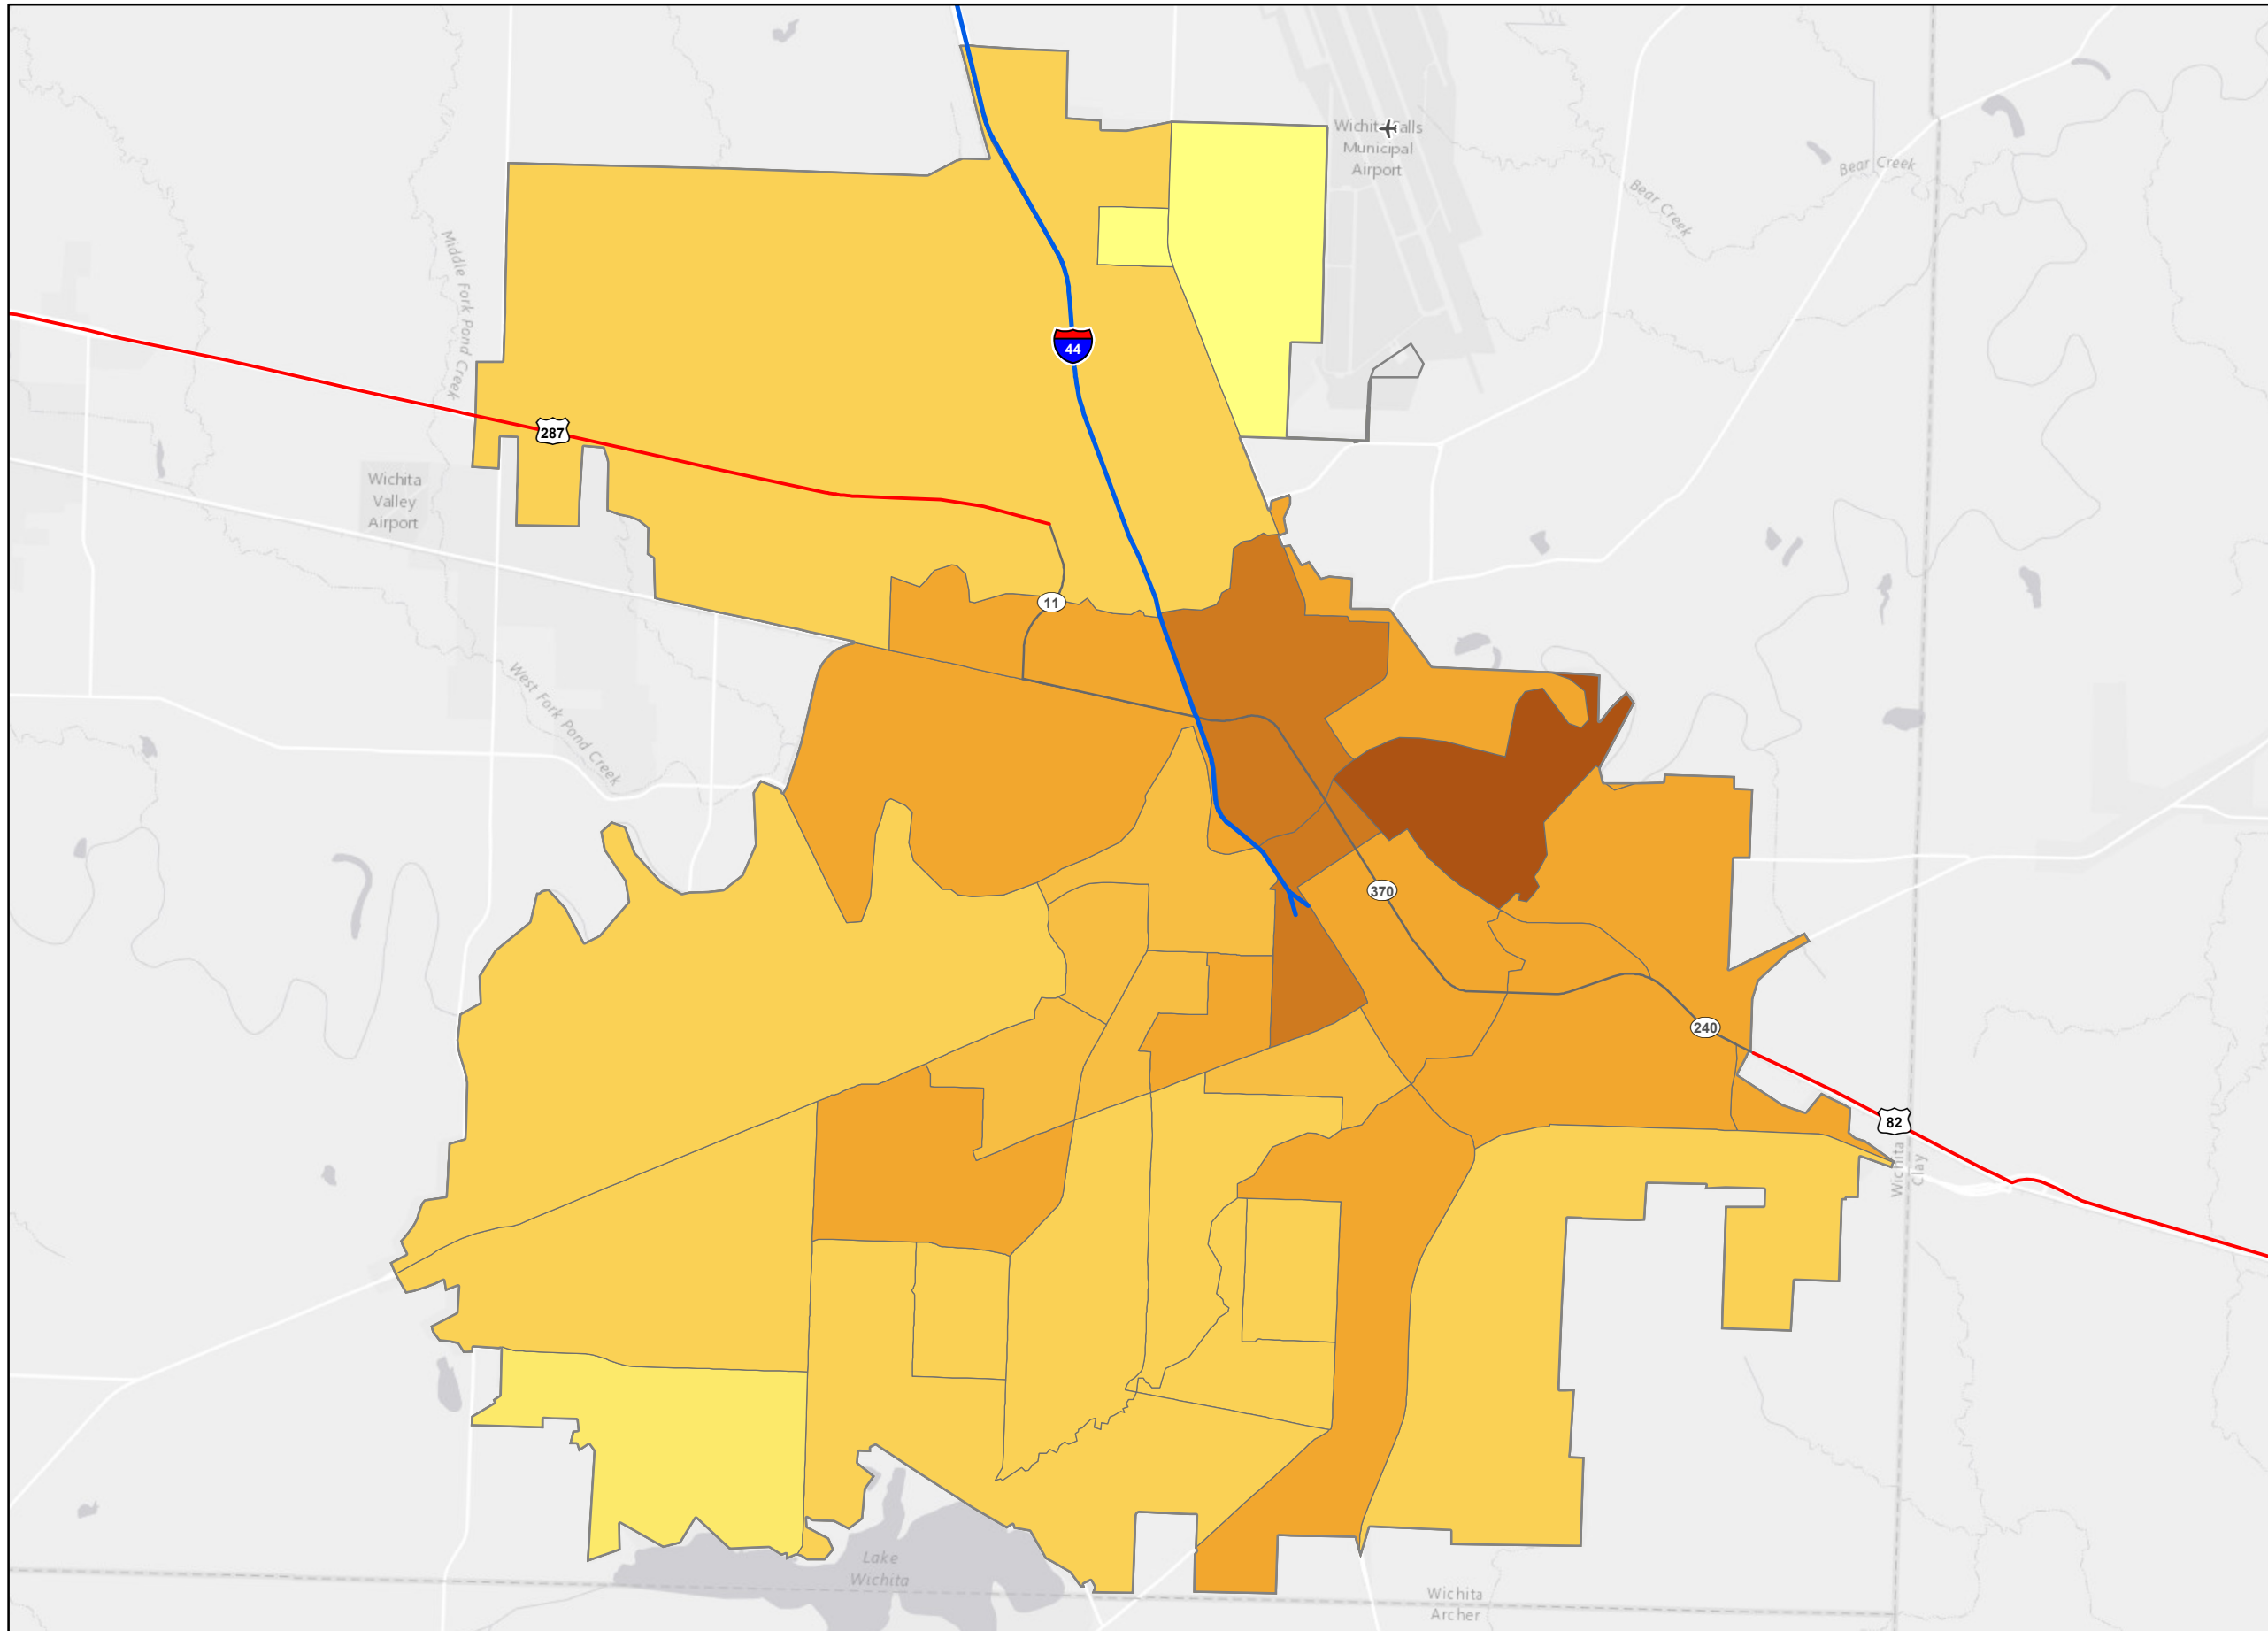 Wichita Falls
Municipal
Airport
Bear Creek
Bear Creek
Middle Fork Pond Creek
44
287
Wichita
Valley
Airport
11
West Fork Pond Creek
370
240
82
Wichita
Clay
Lake
Wichita
Wichita
Archer